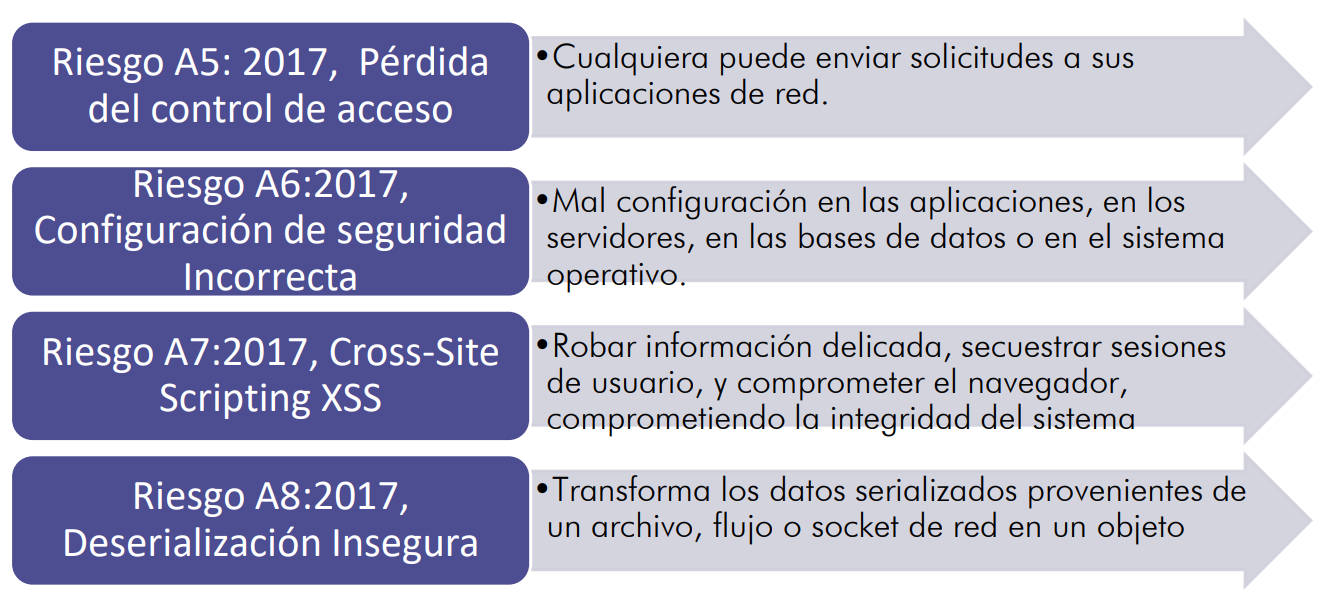 Riesgo A5: 2017, Pérdida
del control de acceso
•Cualquiera puede enviar solicitudes a sus
aplicaciones de red.
Riesgo A6:2017,
Configuración de seguridad
Incorrecta
•Mal configuración en las aplicaciones, en los
servidores, en las bases de datos o en el sistema
operativo.
Riesgo A7:2017, Cross-Site
Scripting XSS
•Robar información delicada, secuestrar sesiones
de usuario, y comprometer el navegador,
comprometiendo la integridad del sistema
Riesgo A8:2017,
Deserialización Insegura
•Transforma los datos serializados provenientes de
un archivo, flujo o socket de red en un objeto